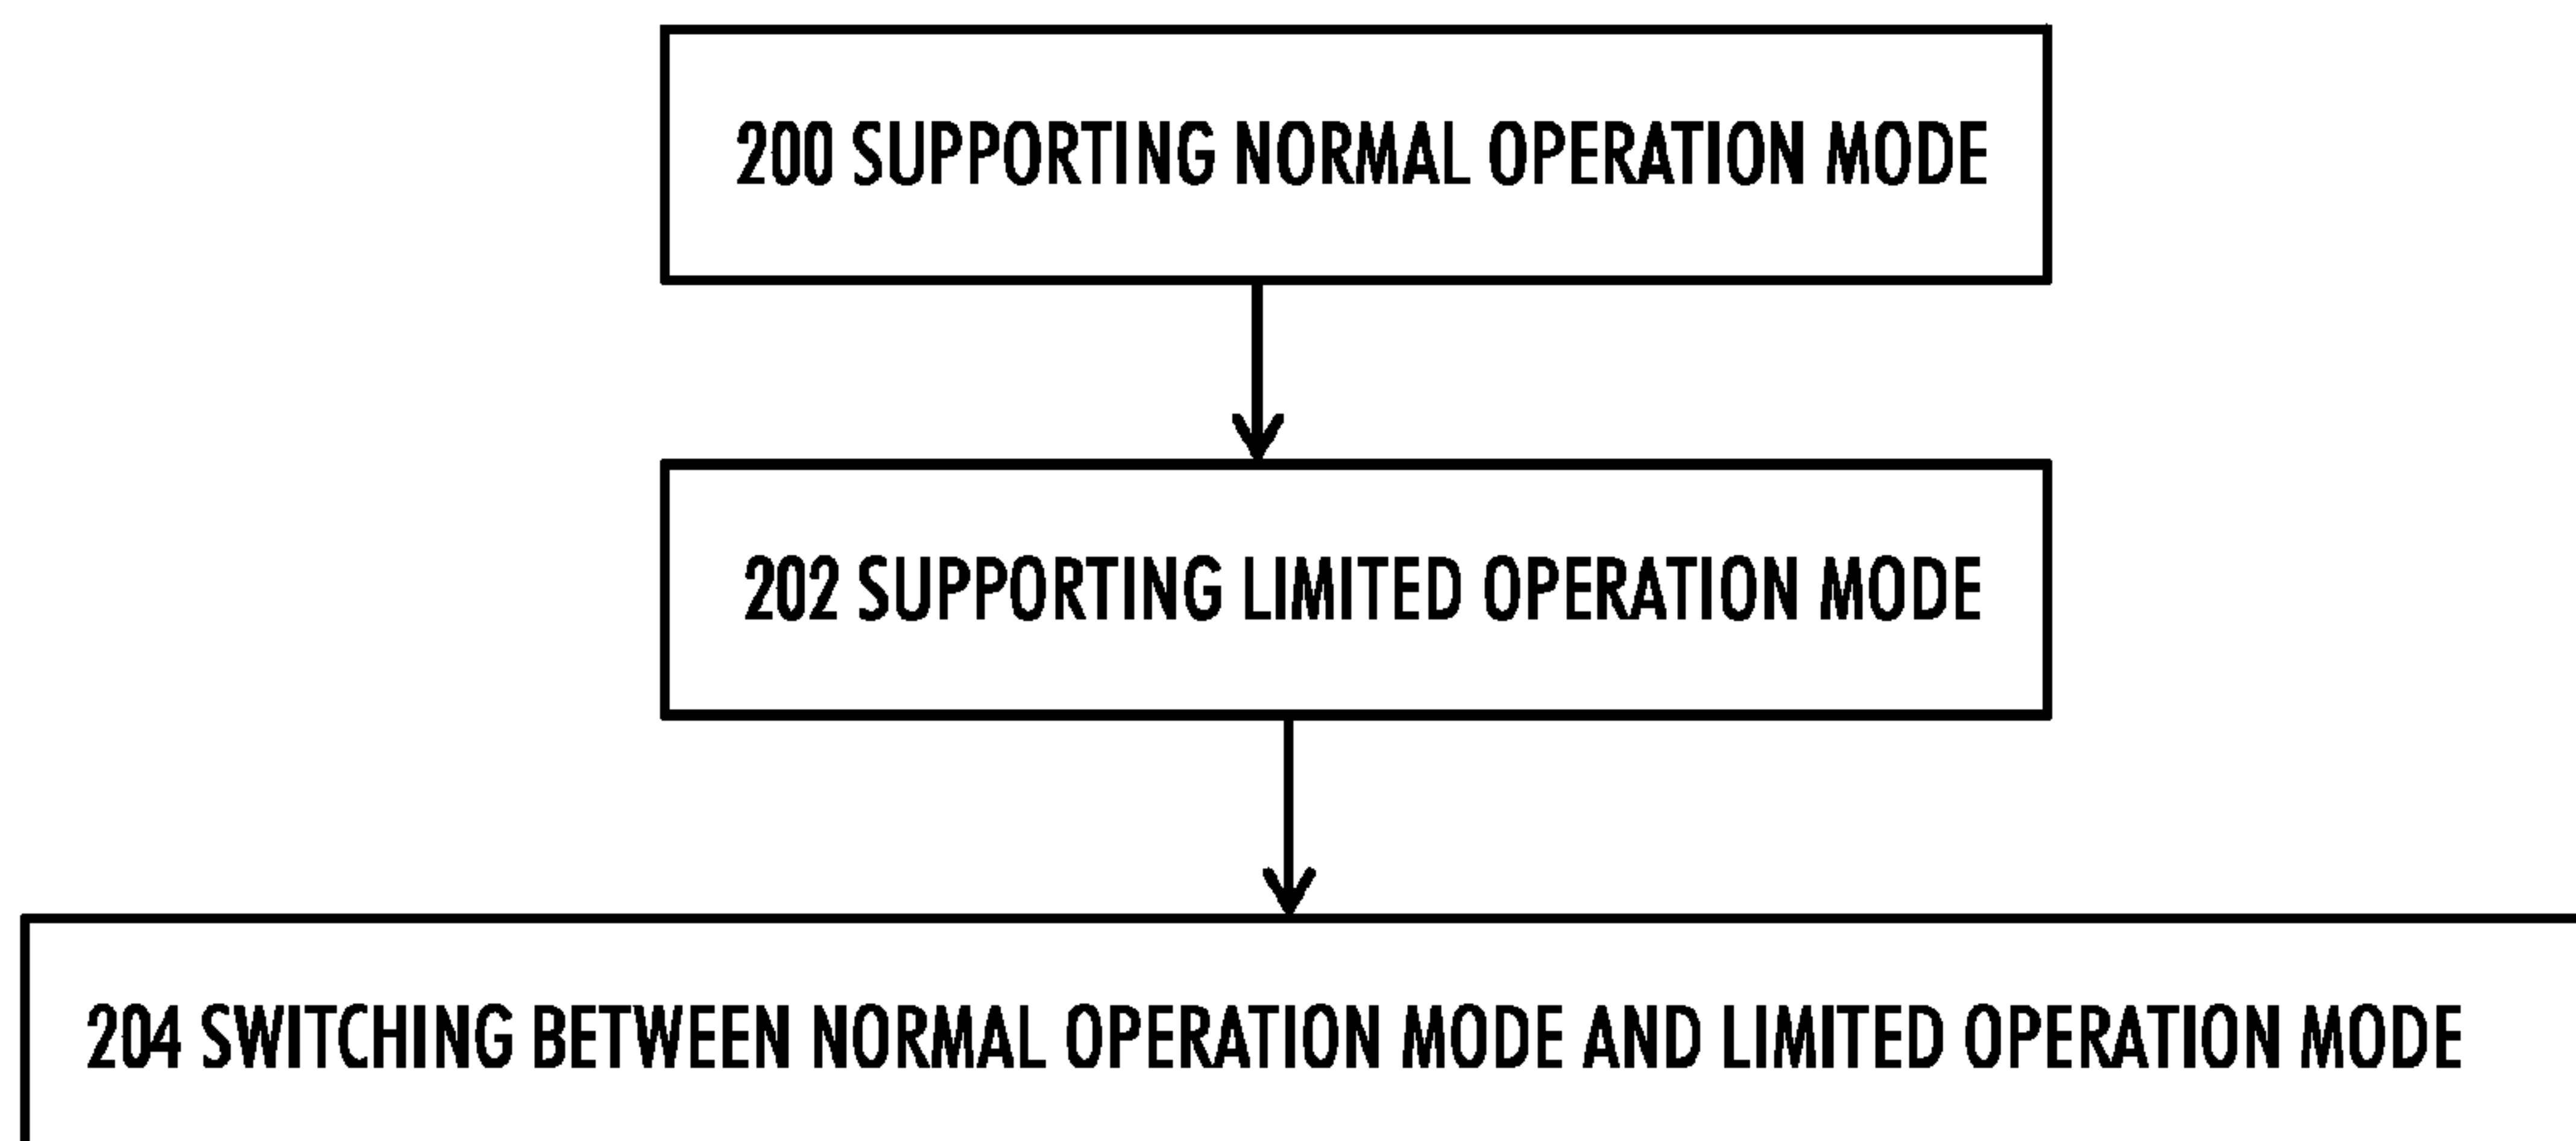 200 SUPPORTING NORMAL OPERATION MODE
202 SUPPORTING LIMITED OPERATION MODE
204 SWITCHING BETWEEN NORMAL OPERATION MODE AND LIMITED OPERATION MODE